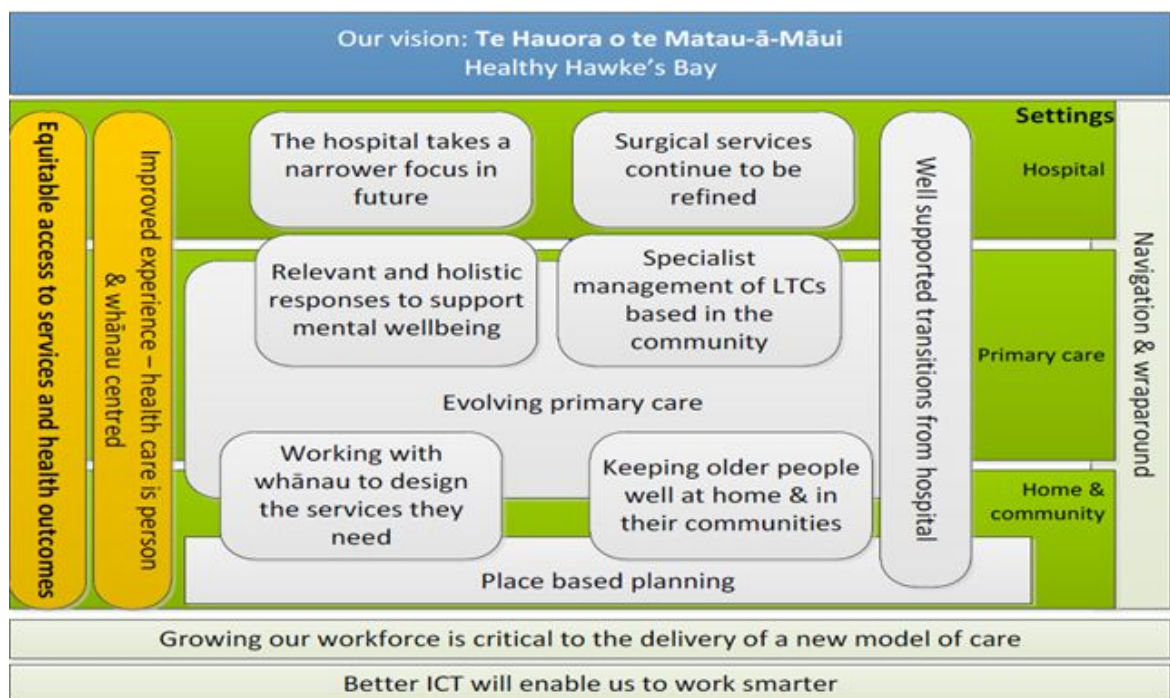 Our vision: Te Hauora o te Matau-ā-Māui
Healthy Hawke's Bay
Equitable access to services and health outcomes
Improved experience – health care is person
& whānau centred
The hospital takes a
narrower focus in
future
Surgical services
continue to be
refined
Well supported transitions from hospital
Settings
Hospital
Navigation & wraparound
Relevant and holistic
responses to support
mental wellbeing
Specialist
management of LTCs
based in the
community
Primary care
Evolving primary care
Working with
whānau to design
the services they
need
Keeping older people
well at home & in
their communities
Home &
community
Place based planning
Growing our workforce is critical to the delivery of a new model of care
Better ICT will enable us to work smarter